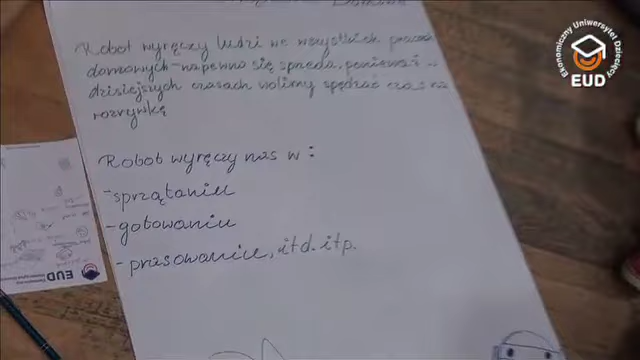 Robot wyręczy ludzi we wszystkich pracach
domowych - napewno się sprzeda, ponieważ w
dzisiejszych czasach wolimy spędzać czas na
rozrywkę
Robot wyręczy nas w:
- sprzątaniu
- gotowaniu
- prasowaniu, itd. itp.
Ekonomiczny Uniwersytet Dziecięcy
EUD
EUD